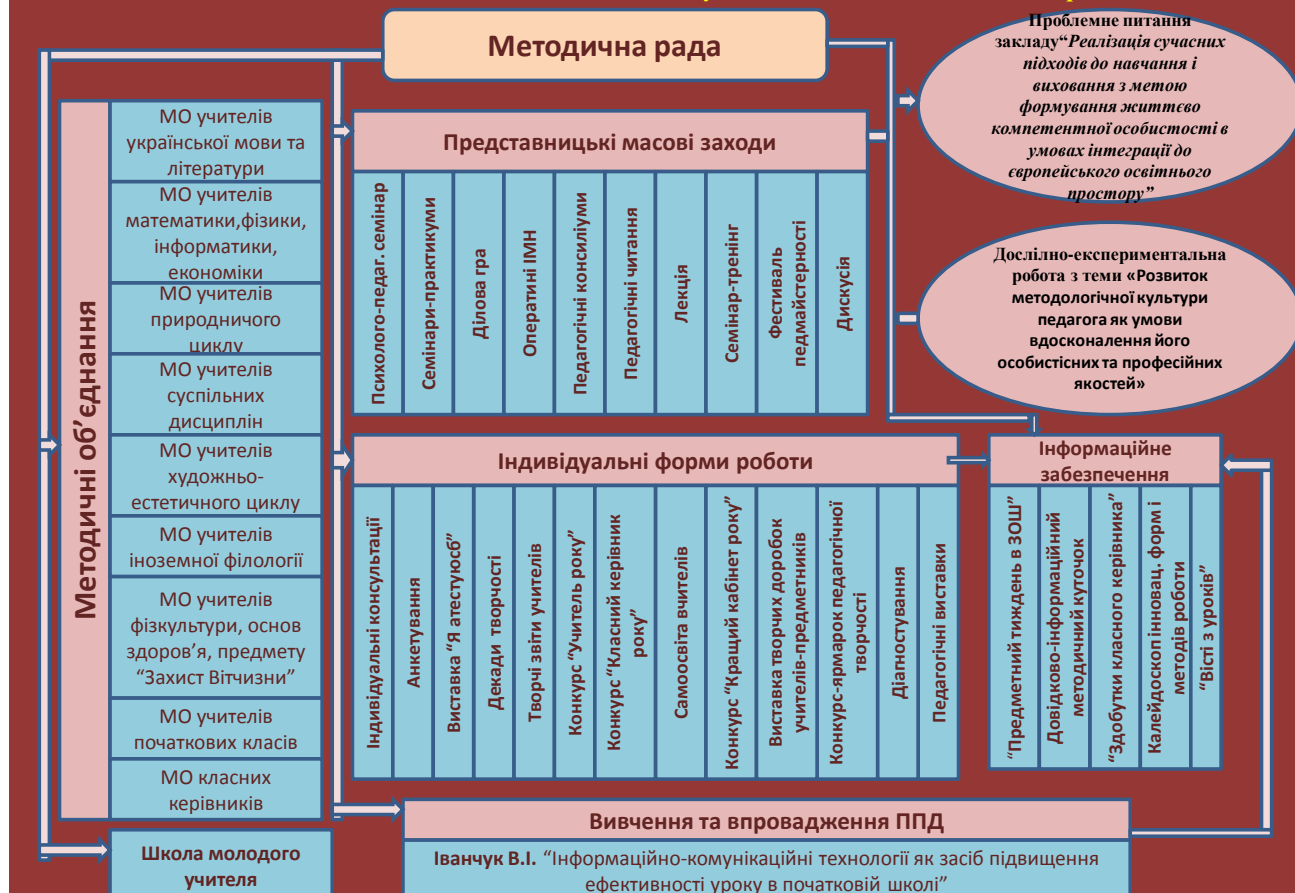 Методична рада
Проблемне питання
закладу“Реалізація сучасних
підходів до навчання і
виховання з метою
формування життєво
компетентної особистості в
умовах інтеграції до
європейського освітнього
простору”
Дослілно-експериментальна
робота з теми «Розвиток
методологічної культури
педагога як умови
вдосконалення його
особистісних та професійних
якостей»
Методичні об’єднання
МО учителів
української мови та
літератури
МО учителів
математики,фізики,
інформатики,
економіки
МО учителів
природничого
циклу
МО учителів
суспільних
дисциплін
МО учителів
художньо-
естетичного циклу
МО учителів
іноземної філології
МО учителів
фізкультури, основ
здоров’я, предмету
“Захист Вітчизни”
МО учителів
початкових класів
МО класних
керівників
Школа молодого
учителя
Представницькі масові заходи
Психолого-педаг. семінар
Семінари-практикуми
Ділова гра
Оператині ІМН
Педагогічні консиліуми
Педагогічні читання
Лекція
Семінар-тренінг
Фестиваль
педмайстерності
Дискусія
Індивідуальні форми роботи
Індивідуальні консультації
Анкетування
Виставка “Я атестуюсб”
Декади творчості
Творчі звіти учителів
Конкурс “Учитель року”
Конкурс “Класний керівник
року”
Самоосвіта вчителів
Конкурс “Кращий кабінет року”
Виставка творчих доробок
учителів-предметників
Конкурс-ярмарок педагогічної
творчості
Діагностування
Педагогічні виставки
Інформаційне
забезпечення
“Предметний тиждень в ЗОШ”
Довідково-інформаційний
методичний куточок
“Здобутки класного керівника”
Калейдоскоп інновац. форм і
методів роботи
“Вісті з уроків”
Вивчення та впровадження ППД
Іванчук В.І. “Інформаційно-комунікаційні технології як засіб підвищення
ефективності уроку в початковій школі”